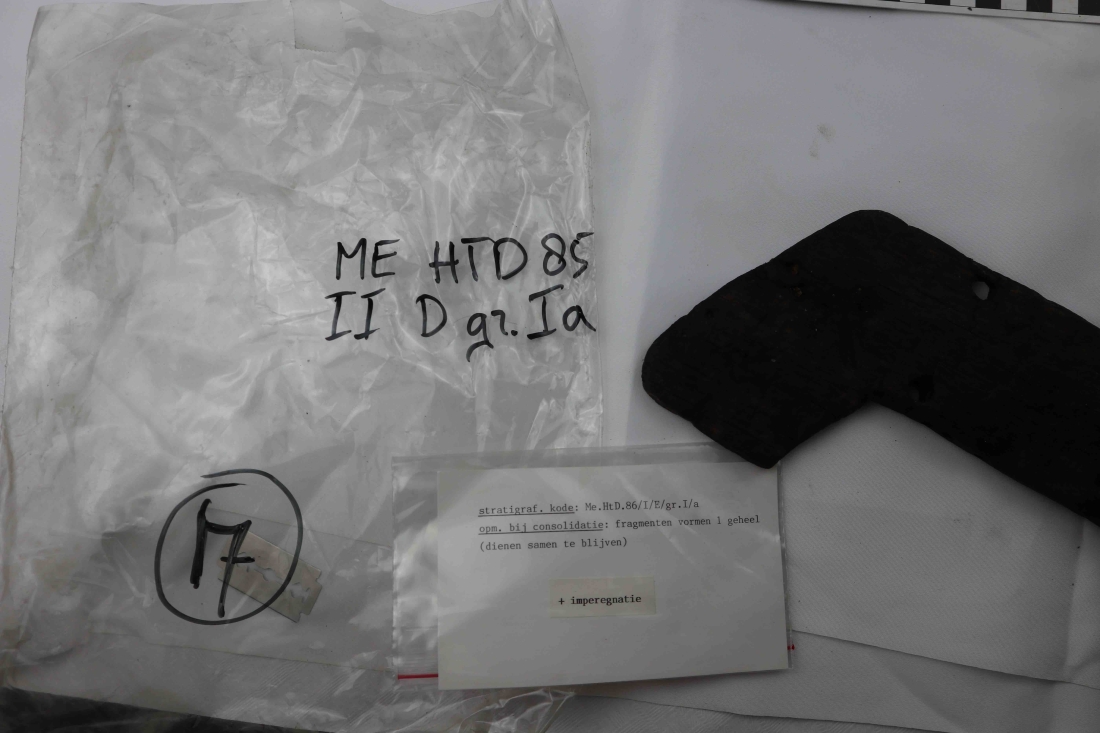 ME HTD 85
II D gr. Ia
17
stratigraf. kode: Me.HtD.86/I/E/gr.I/a
opm. bij consolidatie: fragmenten vormen 1 geheel
(dienen samen te blijven)
+ imperegnatie